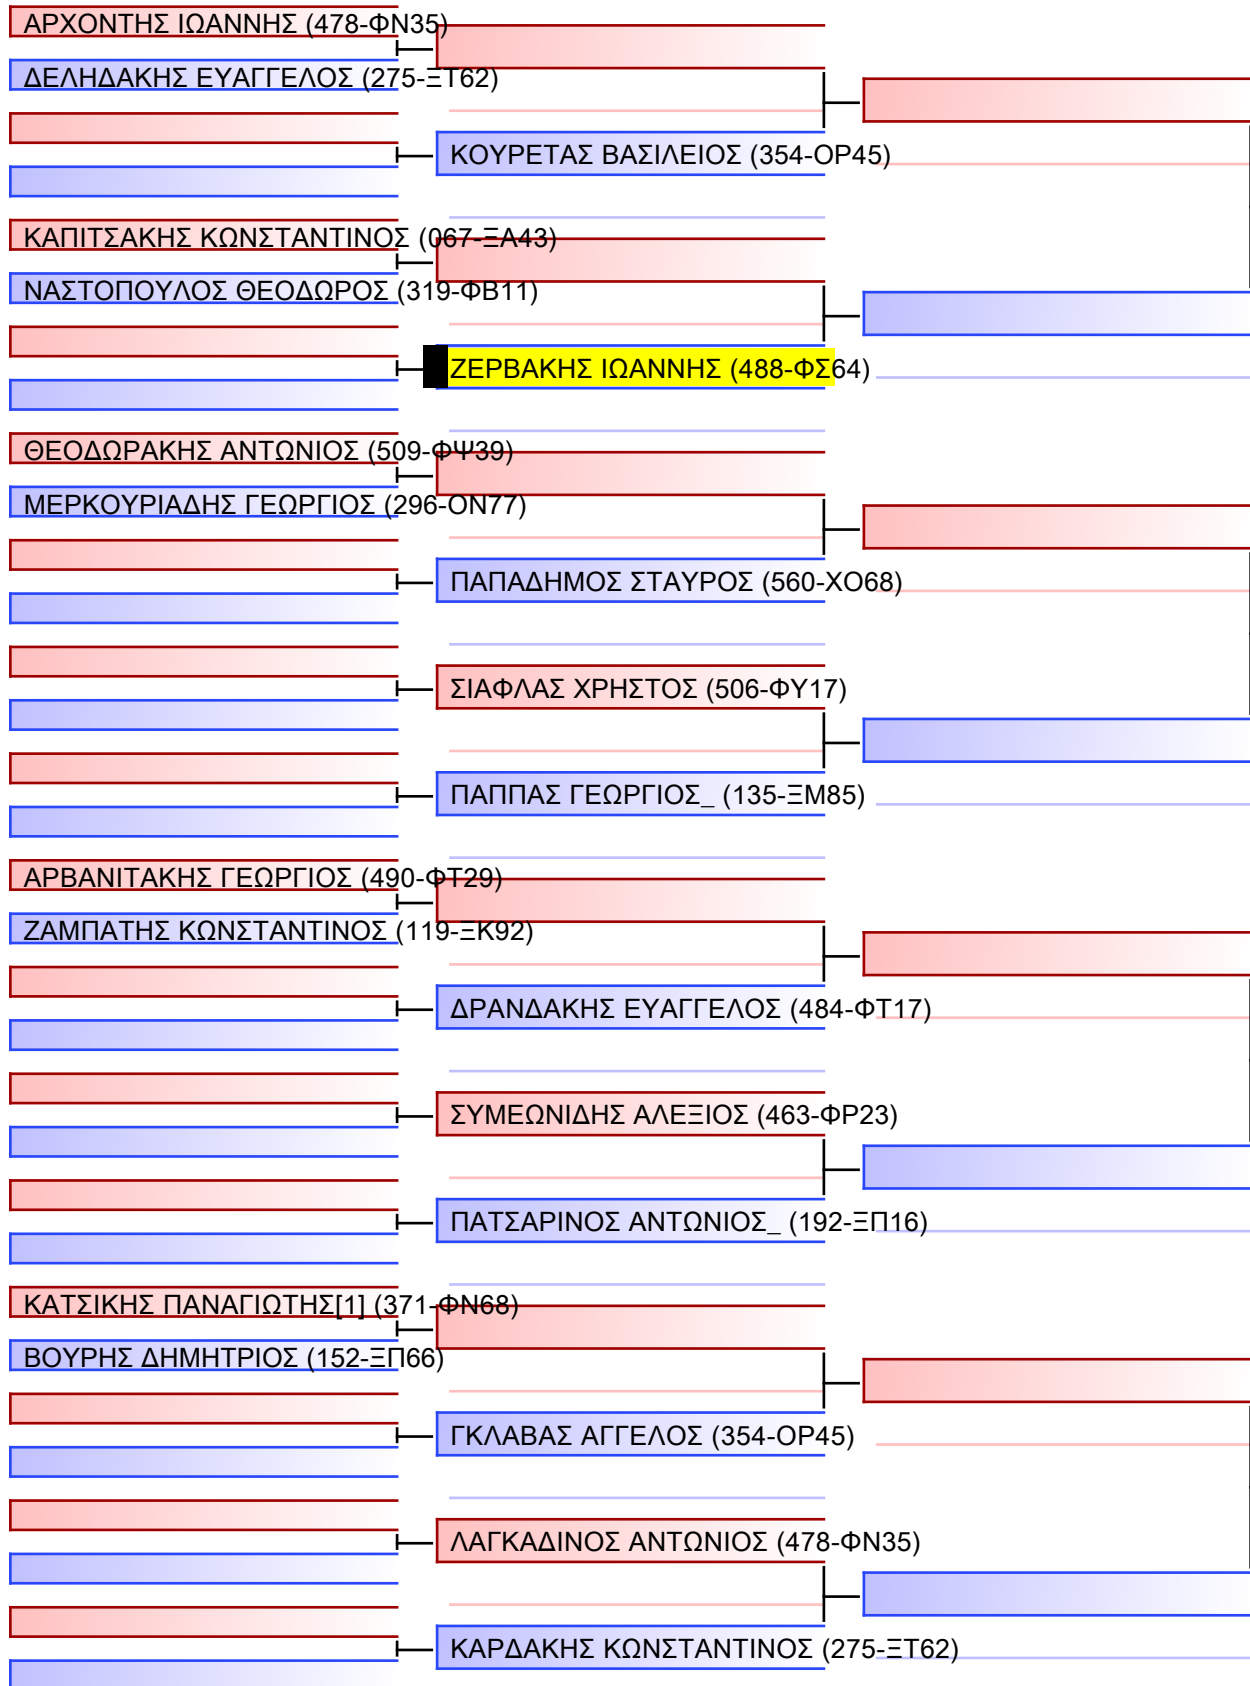 ΑΡΧΟΝΤΗΣ ΙΩΑΝΝΗΣ (478-ΦΝ35)
ΔΕΛΗΔΑΚΗΣ ΕΥΑΓΓΕΛΟΣ (275-ΞΤ62)
ΚΟΥΡΕΤΑΣ ΒΑΣΙΛΕΙΟΣ (354-ΟΡ45)
ΚΑΠΙΤΣΑΚΗΣ ΚΩΝΣΤΑΝΤΙΝΟΣ (067-ΞΑ43)
ΝΑΣΤΟΠΟΥΛΟΣ ΘΕΟΔΩΡΟΣ (319-ΦΒ11)
ΖΕΡΒΑΚΗΣ ΙΩΑΝΝΗΣ (488-ΦΣ64)
ΘΕΟΔΩΡΑΚΗΣ ΑΝΤΩΝΙΟΣ (509-ΦΨ39)
ΜΕΡΚΟΥΡΙΑΔΗΣ ΓΕΩΡΓΙΟΣ (296-ΟΝ77)
ΠΑΠΑΔΗΜΟΣ ΣΤΑΥΡΟΣ (560-ΧΟ68)
ΣΙΑΦΛΑΣ ΧΡΗΣΤΟΣ (506-ΦΥ17)
ΠΑΠΠΑΣ ΓΕΩΡΓΙΟΣ_ (135-ΞΜ85)
ΑΡΒΑΝΙΤΑΚΗΣ ΓΕΩΡΓΙΟΣ (490-ΦΤ29)
ΖΑΜΠΑΤΗΣ ΚΩΝΣΤΑΝΤΙΝΟΣ (119-ΞΚ92)
ΔΡΑΝΔΑΚΗΣ ΕΥΑΓΓΕΛΟΣ (484-ΦΤ17)
ΣΥΜΕΩΝΙΔΗΣ ΑΛΕΞΙΟΣ (463-ΦΡ23)
ΠΑΤΣΑΡΙΝΟΣ ΑΝΤΩΝΙΟΣ_ (192-ΞΠ16)
ΚΑΤΣΙΚΗΣ ΠΑΝΑΓΙΩΤΗΣ[1] (371-ΦΝ68)
ΒΟΥΡΗΣ ΔΗΜΗΤΡΙΟΣ (152-ΞΠ66)
ΓΚΛΑΒΑΣ ΑΓΓΕΛΟΣ (354-ΟΡ45)
ΛΑΓΚΑΔΙΝΟΣ ΑΝΤΩΝΙΟΣ (478-ΦΝ35)
ΚΑΡΔΑΚΗΣ ΚΩΝΣΤΑΝΤΙΝΟΣ (275-ΞΤ62)